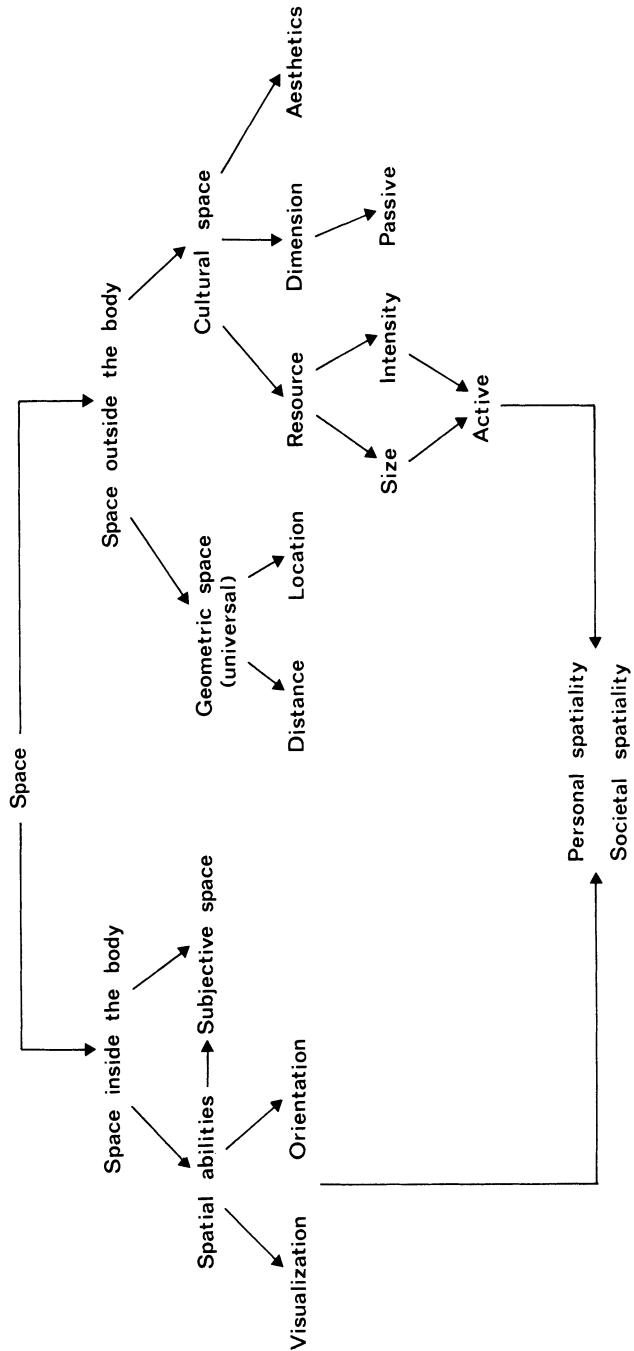 Space
Space inside the body
Space outside the body
Spatial abilities
Subjective space
Geometric space
(universal)
Cultural space
Visualization
Orientation
Distance
Location
Resource
Dimension
Aesthetics
Size
Intensity
Passive
Active
Personal spatiality
Societal spatiality